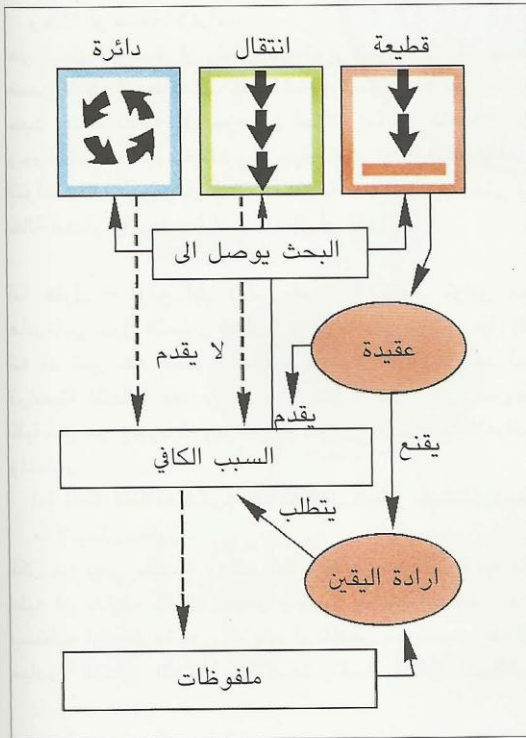 قطيعة
انتقال
دائرة
البحث يوصل الى
عقيدة
لا يقدم
يقدم
يقنع
السبب الكافي
يتطلب
ارادة اليقين
ملفوظات